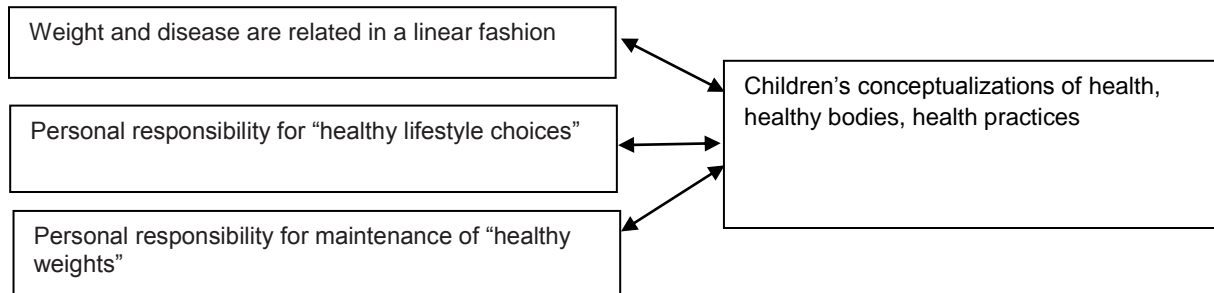 Weight and disease are related in a linear fashion
Children’s conceptualizations of health,
healthy bodies, health practices
Personal responsibility for “healthy lifestyle choices”
Personal responsibility for maintenance of “healthy
weights”